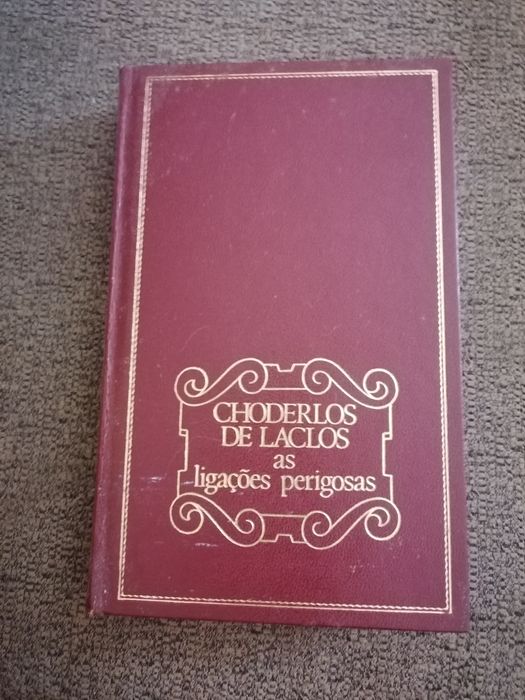 CHODERLOS
DE LACLOS
as
ligações perigosas